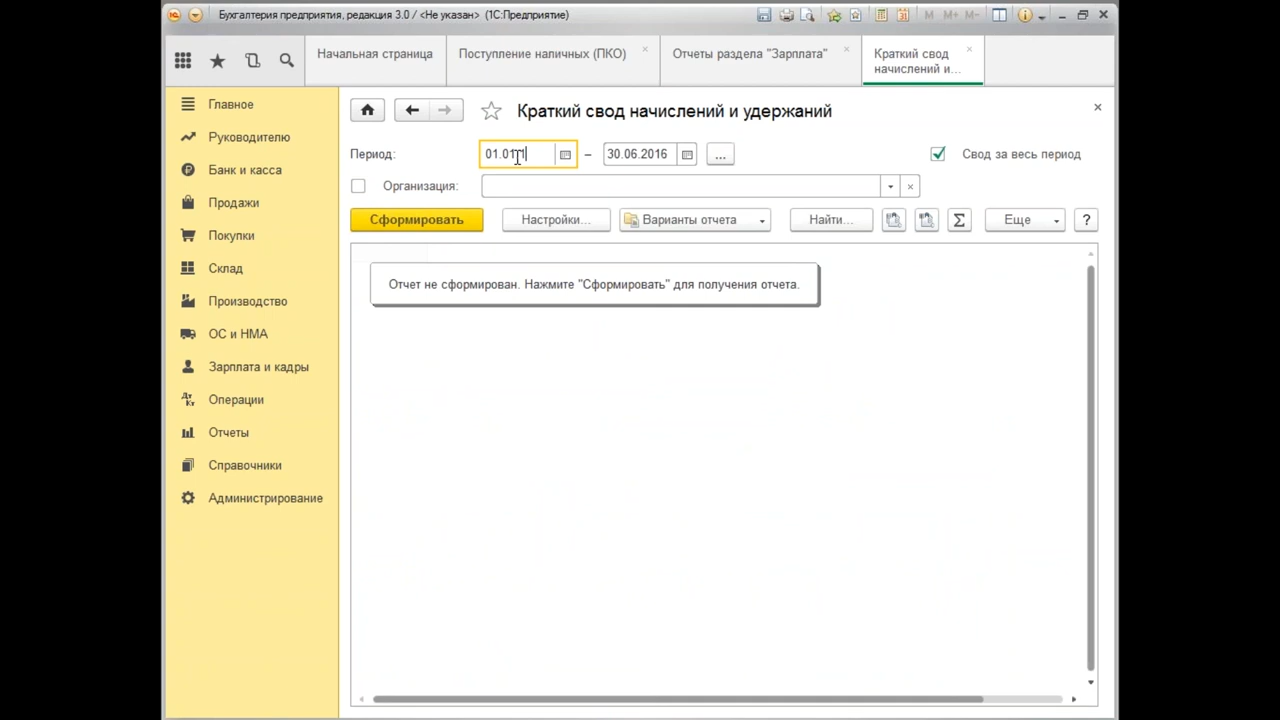 Бухгалтерия предприятия, редакция 3.0 / <Не указан> (1С:Предприятие)
M M+ M-
Начальная страница
Поступление наличных (ПКО)
Отчеты раздела "Зарплата"
Краткий свод
начислений и...
Главное
Руководителю
Банк и касса
Продажи
Покупки
Склад
Производство
ОС и НМА
Зарплата и кадры
Операции
Отчеты
Справочники
Администрирование
Краткий свод начислений и удержаний
Период:
– 30.06.2016 ... Свод за весь период
Организация:
Сформировать Настройки... Варианты отчета Найти... Σ Еще ?
Отчет не сформирован. Нажмите "Сформировать" для получения отчета.